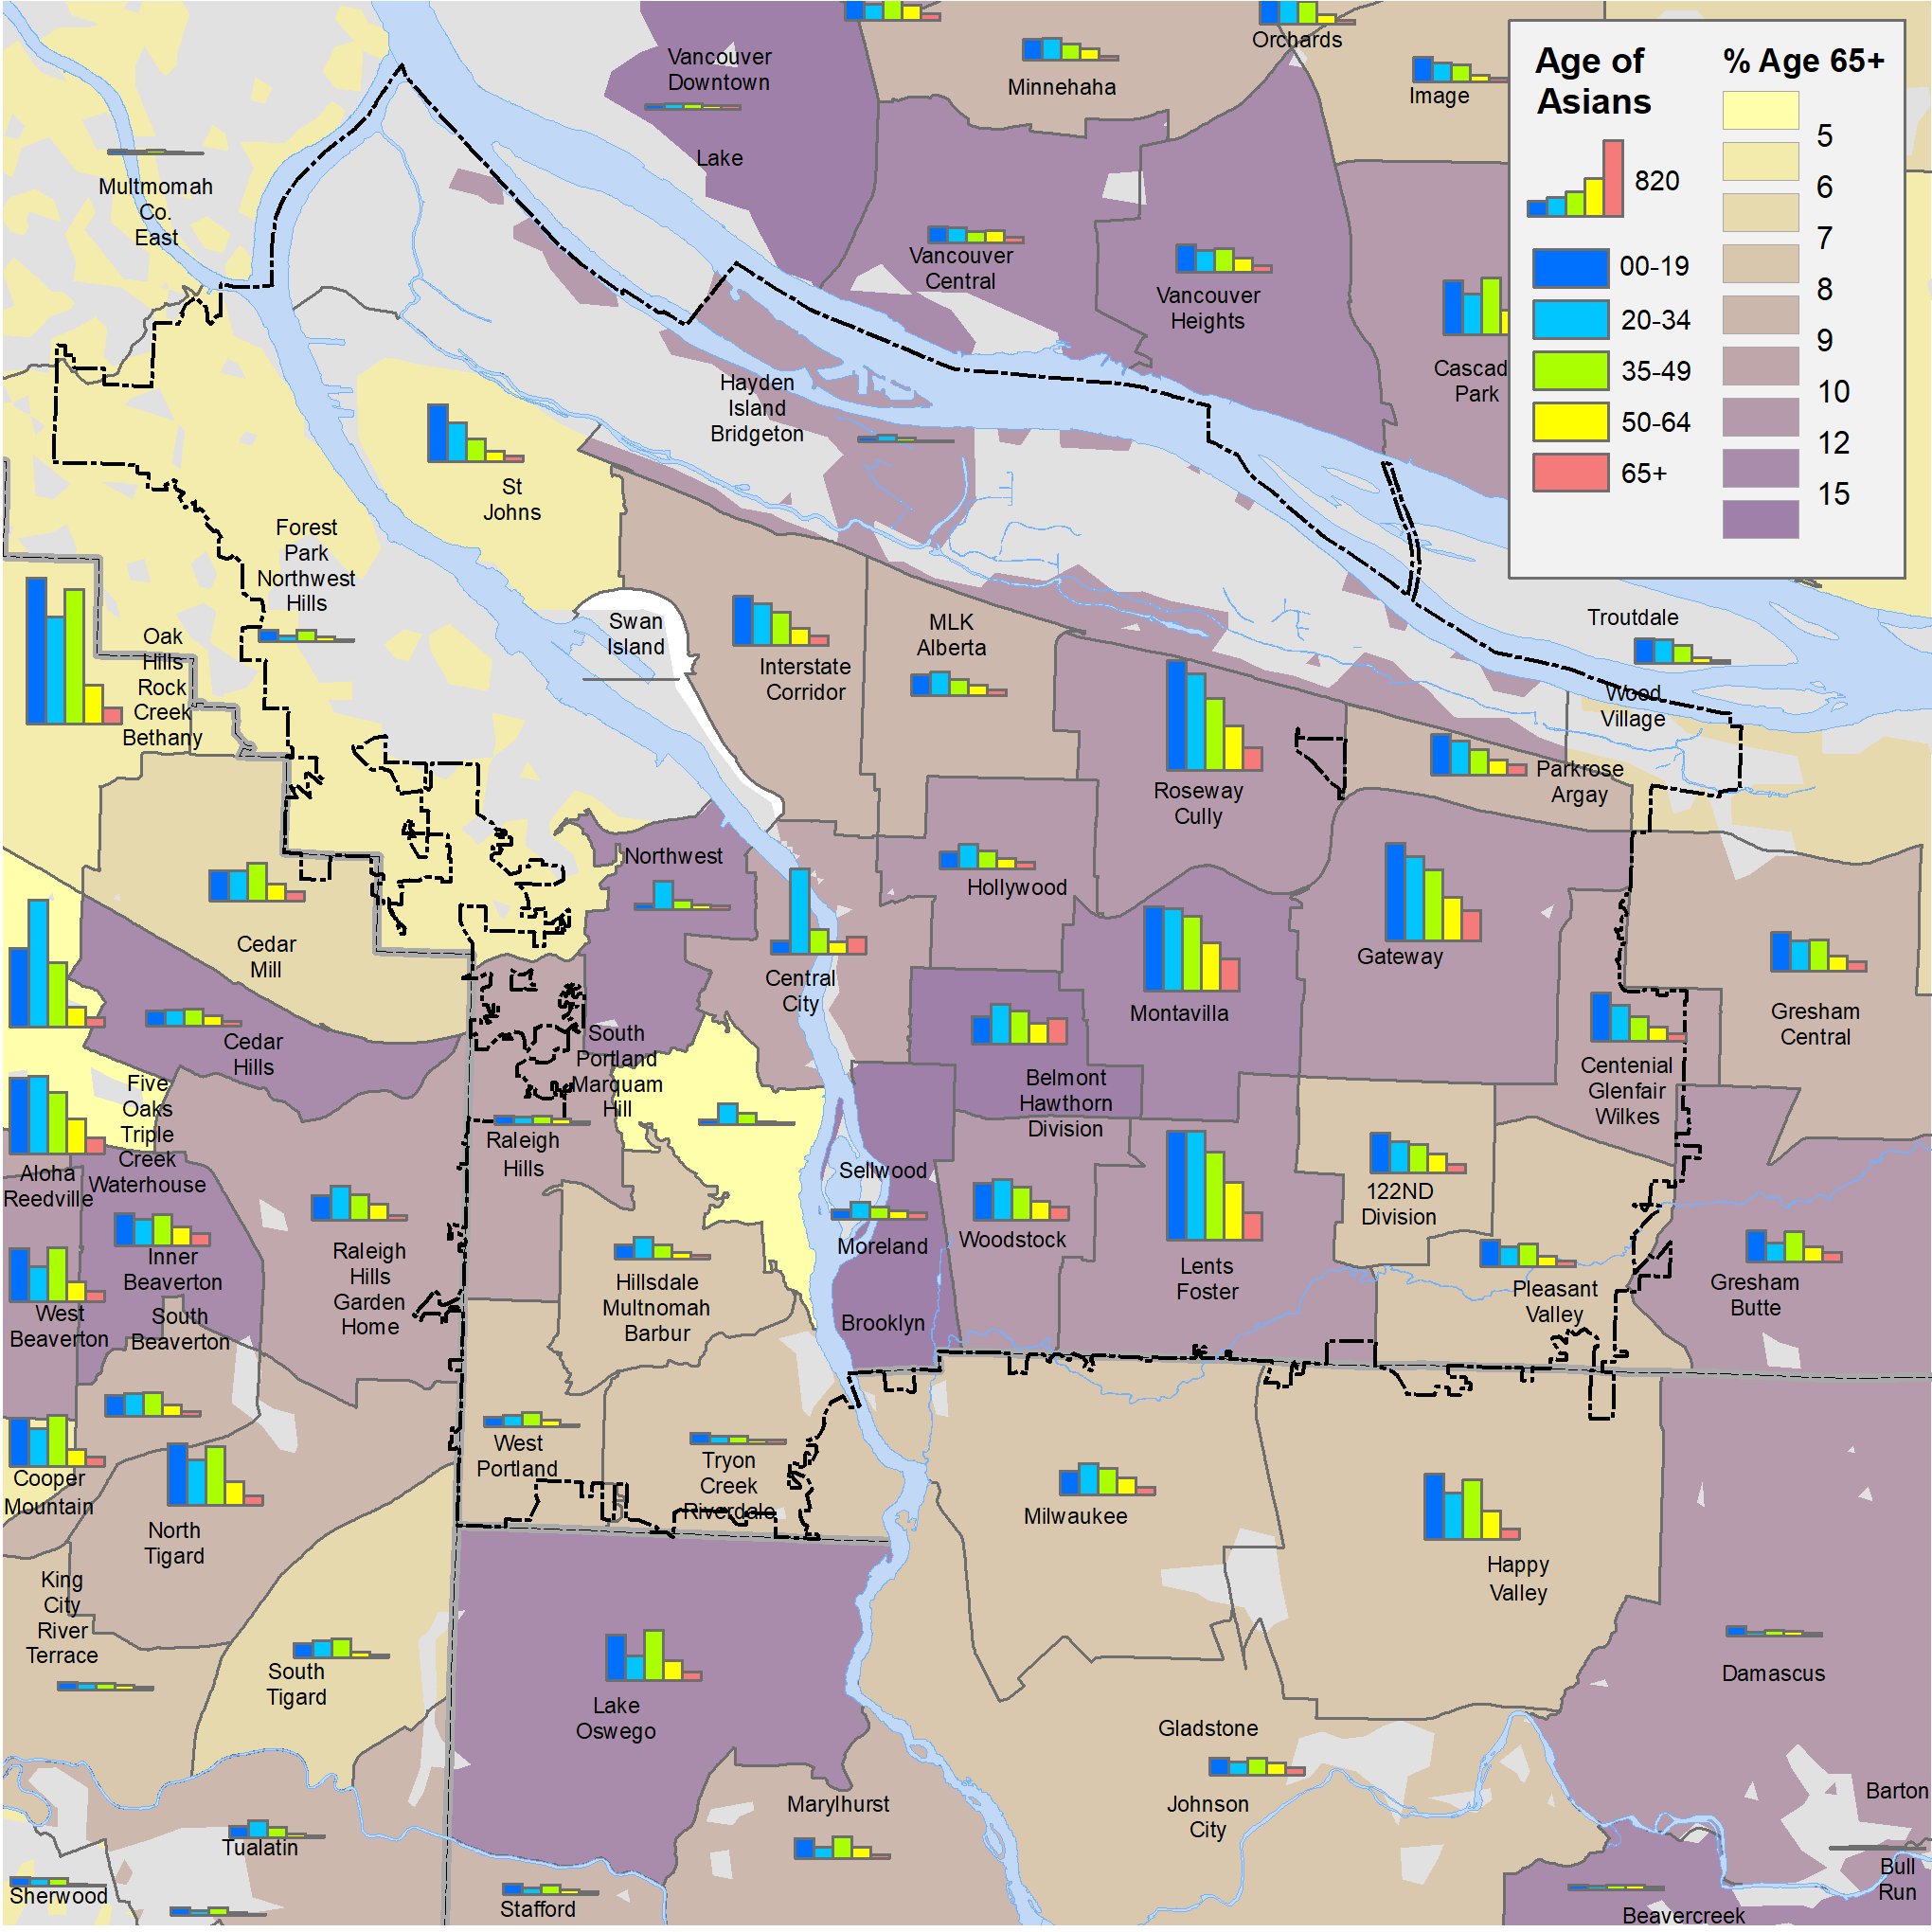 Vancouver
Downtown
Lake
Minnehaha
Orchards
Image
Age of
Asians
820
00-19
20-34
35-49
50-64
65+
% Age 65+
5
6
7
8
9
10
12
15
Multmomah
Co.
East
Vancouver
Central
Vancouver
Heights
Cascad
Park
Hayden
Island
Bridgeton
St
Johns
Forest
Park
Northwest
Hills
Oak
Hills
Rock
Creek
Bethany
Swan
Island
Interstate
Corridor
MLK
Alberta
Troutdale
Wood
Village
Roseway
Cully
Parkrose
Argay
Northwest
Hollywood
Cedar
Mill
Central
City
Gateway
Montavilla
Gresham
Central
Cedar
Hills
South
Portland
Marquam
Hill
Belmont
Hawthorn
Division
Centenial
Glenfair
Wilkes
Five
Oaks
Triple
Creek
Waterhouse
Aloha
Reedville
Raleigh
Hills
Sellwood
Moreland
Brooklyn
Woodstock
122ND
Division
Inner
Beaverton
Raleigh
Hills
Garden
Home
Hillsdale
Multnomah
Barbur
Lents
Foster
Pleasant
Valley
Gresham
Butte
West
Beaverton
South
Beaverton
West
Portland
Tryon
Creek
Riverdale
Cooper
Mountain
North
Tigard
Milwaukee
Happy
Valley
King
City
River
Terrace
South
Tigard
Lake
Oswego
Damascus
Gladstone
Johnson
City
Marylhurst
Barton
Tualatin
Sherwood
Stafford
Bull
Run
Beavercreek